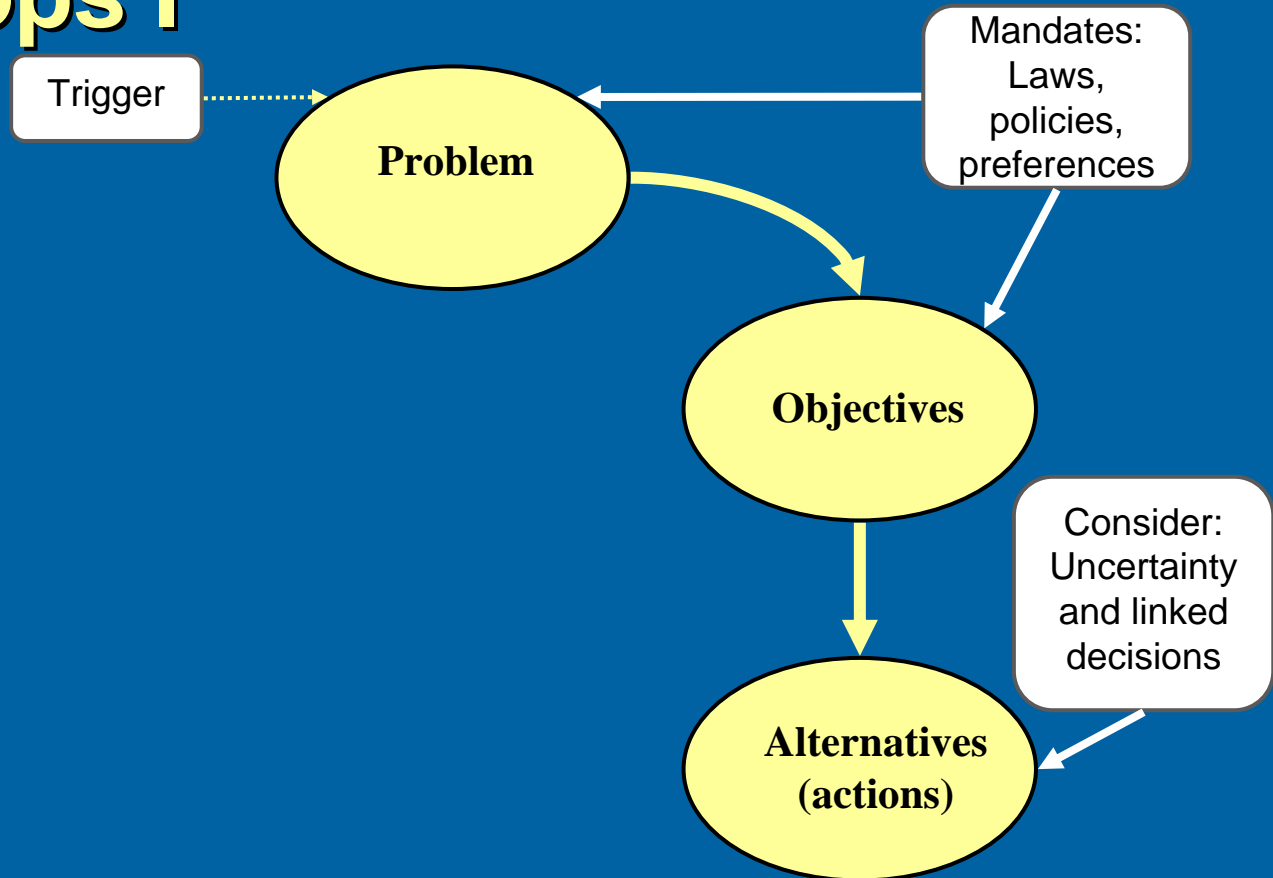 Trigger
Mandates:
Laws,
policies,
preferences
Problem
Objectives
Consider:
Uncertainty
and linked
decisions
Alternatives
(actions)